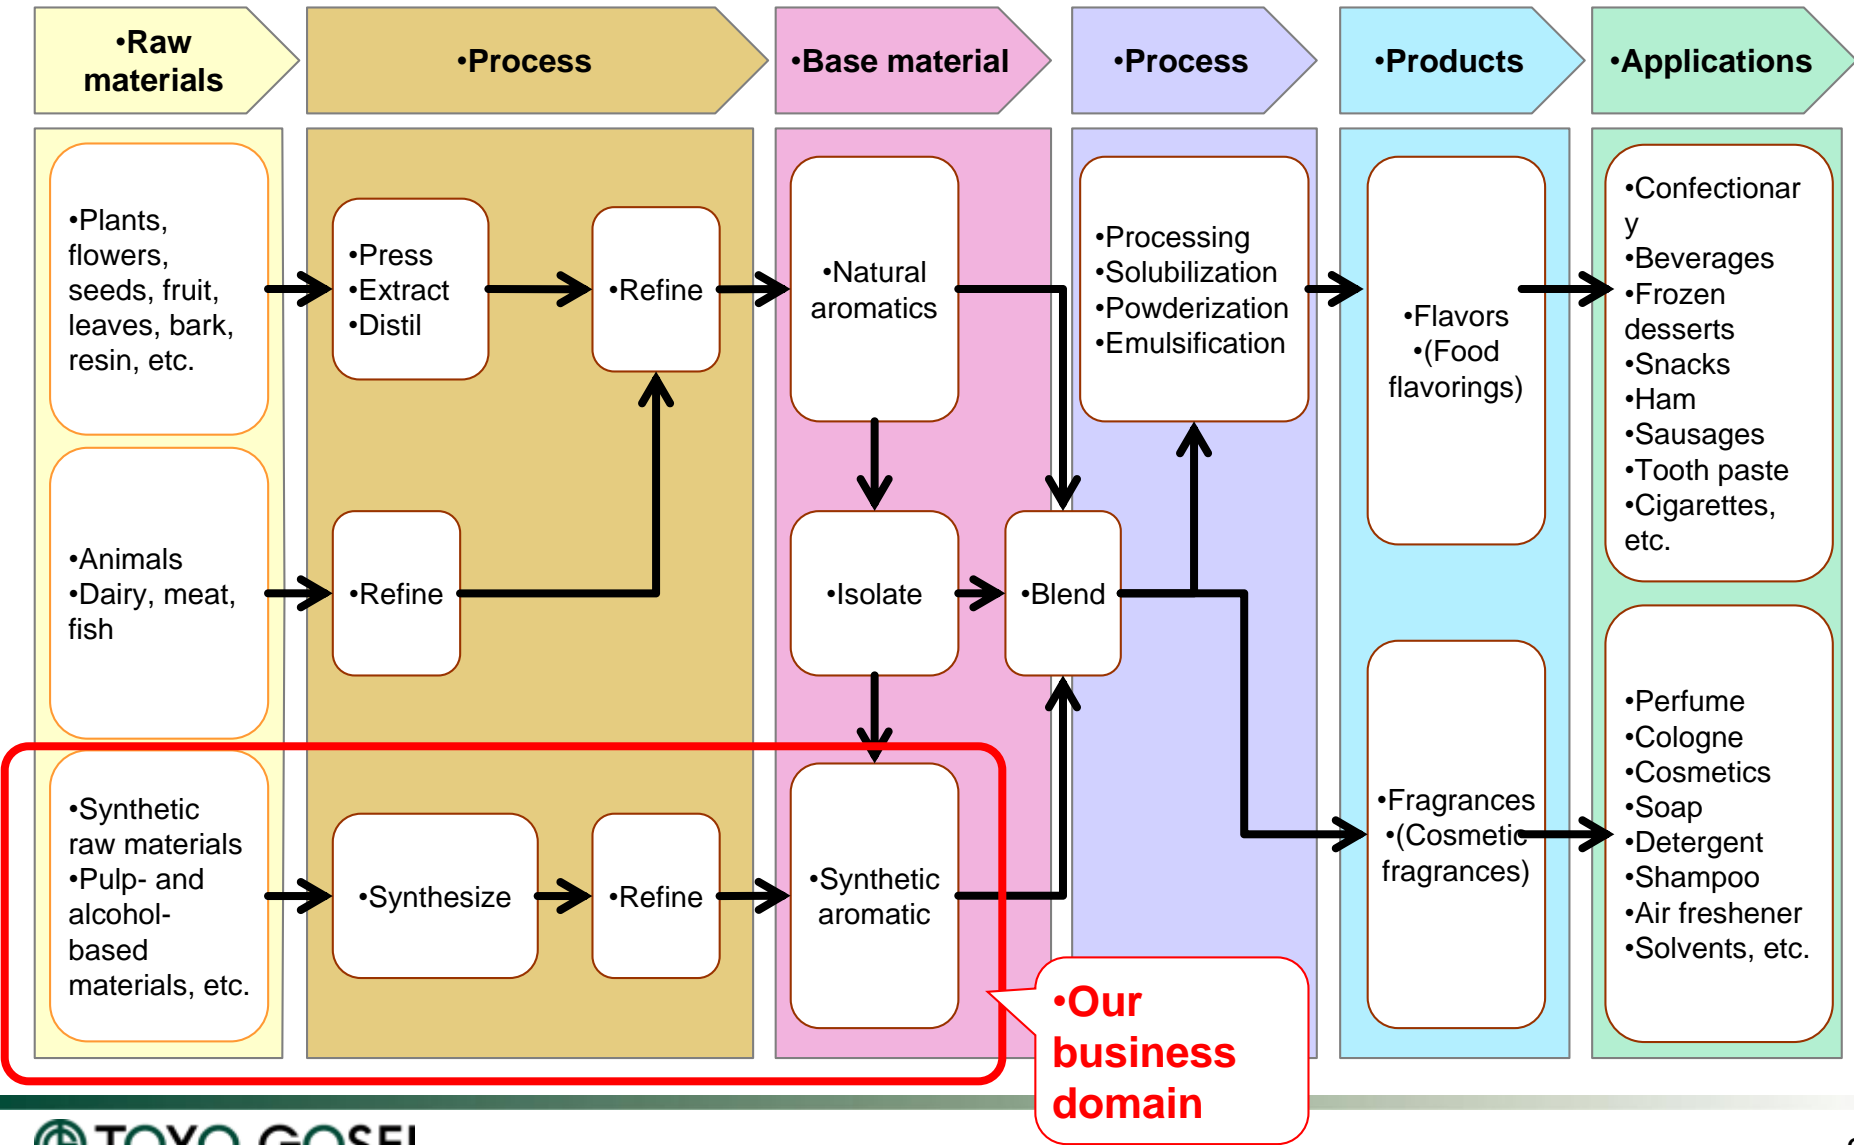 •Raw
materials
•Process
•Base material
•Process
•Products
•Applications
•Plants,
flowers,
seeds, fruit,
leaves, bark,
resin, etc.
•Press
•Extract
•Distil
•Refine
•Natural
aromatics
•Processing
•Solubilization
•Powderization
•Emulsification
•Flavors
•(Food
flavorings)
•Confectionar
y
•Beverages
•Frozen
desserts
•Snacks
•Ham
•Sausages
•Tooth paste
•Cigarettes,
etc.
•Animals
•Dairy, meat,
fish
•Refine
•Isolate
•Blend
•Synthetic
raw materials
•Pulp- and
alcohol-
based
materials, etc.
•Synthesize
•Refine
•Synthetic
aromatic
•Fragrances
•(Cosmetic
fragrances)
•Perfume
•Cologne
•Cosmetics
•Soap
•Detergent
•Shampoo
•Air freshener
•Solvents, etc.
•Our
business
domain
TOYO GOSEI